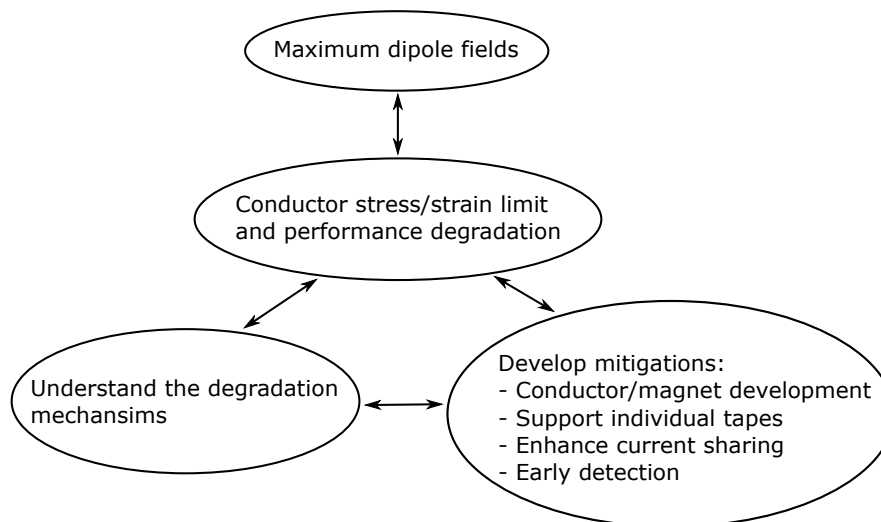 Maximum dipole fields
Conductor stress/strain limit
and performance degradation
Understand the degradation
mechansims
Develop mitigations:
- Conductor/magnet development
- Support individual tapes
- Enhance current sharing
- Early detection